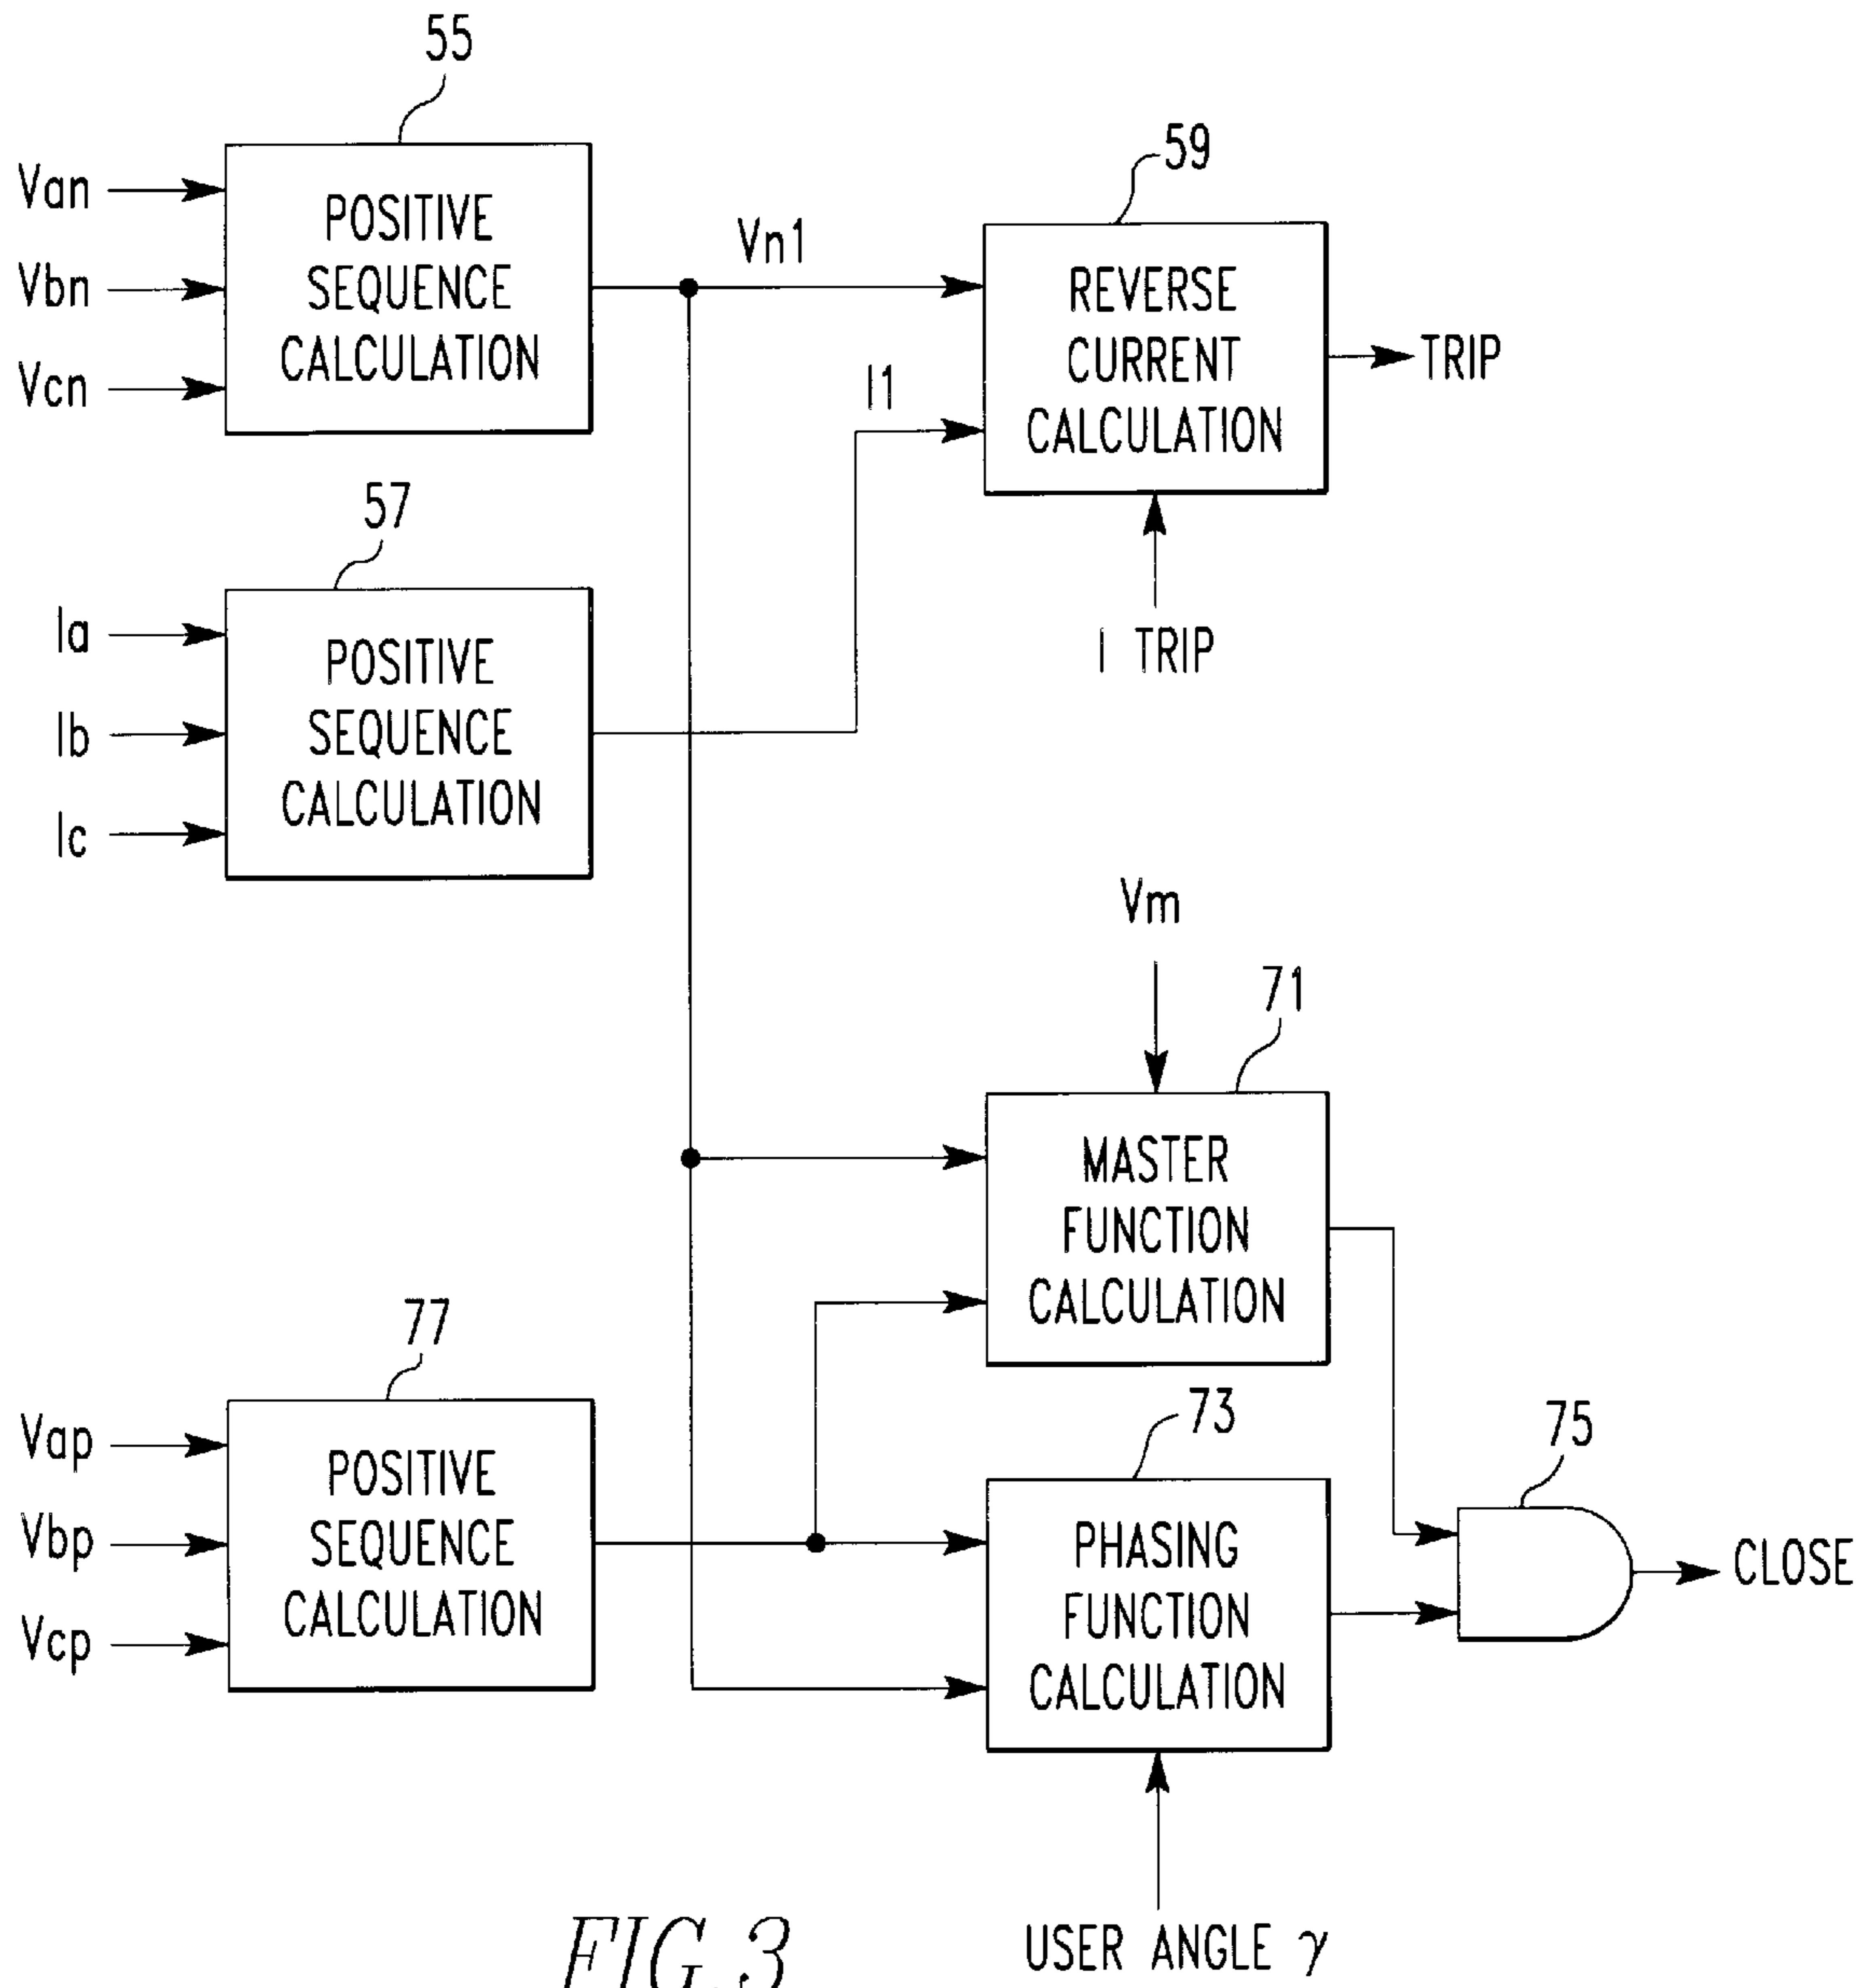 55
Van
Vbn
Vcn
POSITIVE
SEQUENCE
CALCULATION
Vn1
59
REVERSE
CURRENT
CALCULATION
TRIP
I1
I TRIP
57
Ia
Ib
Ic
POSITIVE
SEQUENCE
CALCULATION
Vm
71
MASTER
FUNCTION
CALCULATION
77
Vap
Vbp
Vcp
POSITIVE
SEQUENCE
CALCULATION
73
PHASING
FUNCTION
CALCULATION
75
CLOSE
USER ANGLE γ
FIG. 3